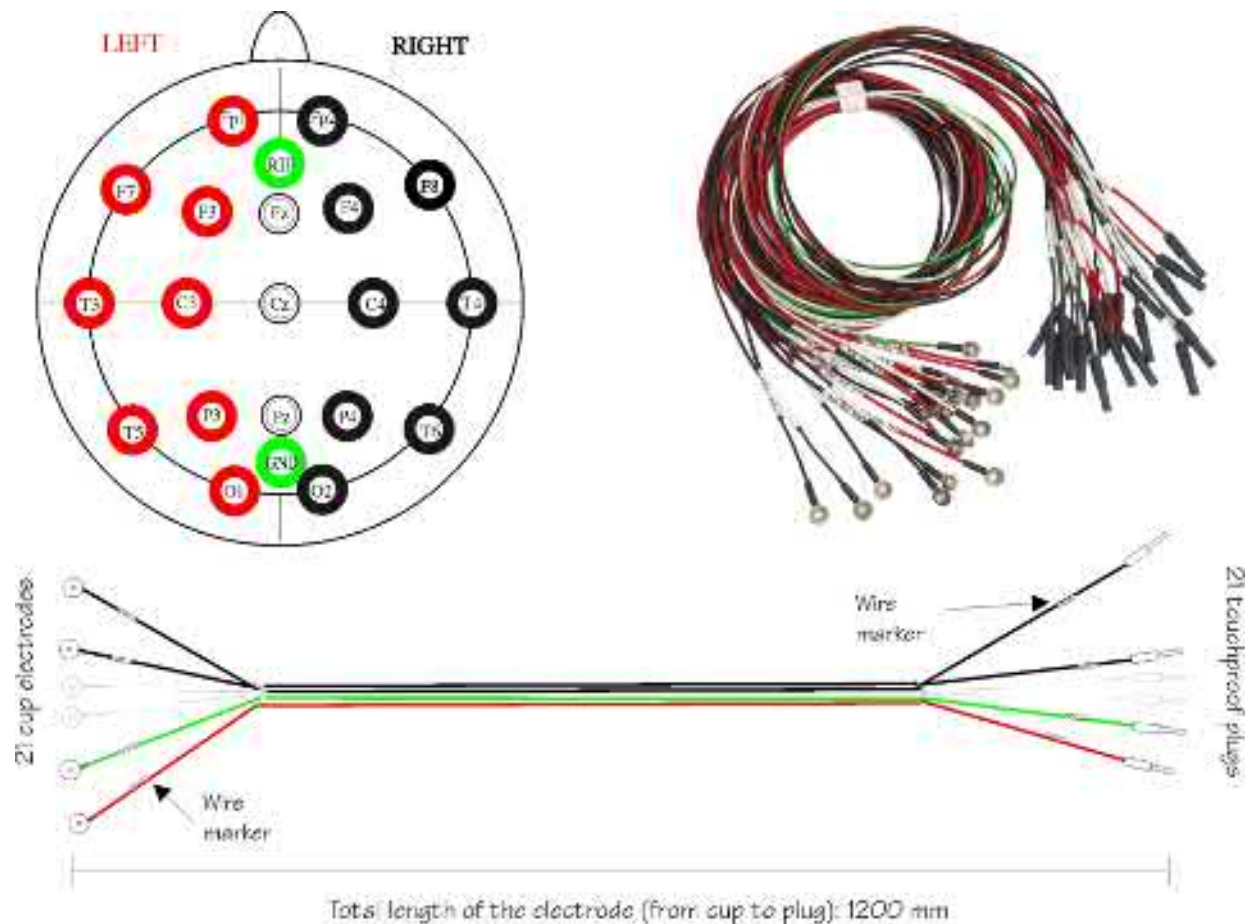 LEFT
RIGHT
Fp1
F7
F3
Fz
F4
F8
T3
C3
Cz
C4
T4
T5
P3
Pz
P4
T6
GND
O1
O2
21 cup electrodes
Wire
marker
Wire
marker
21 touchproof plugs
Total length of the electrode (from cup to plug): 1200 mm